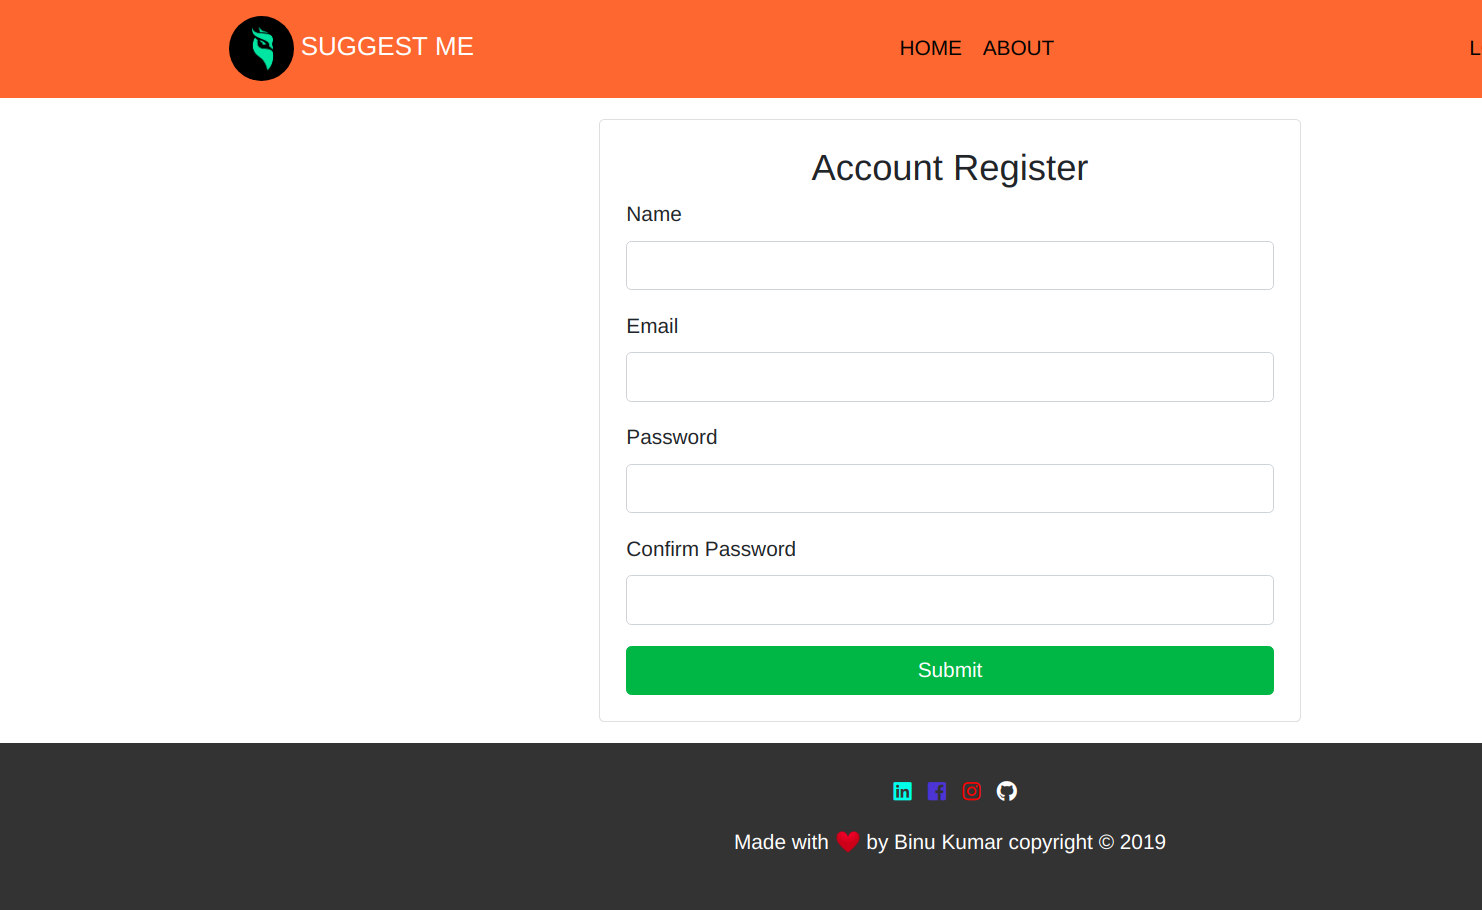 SUGGEST ME HOME ABOUT
Account Register
Name
Email
Password
Confirm Password
Submit
Made with by Binu Kumar copyright © 2019